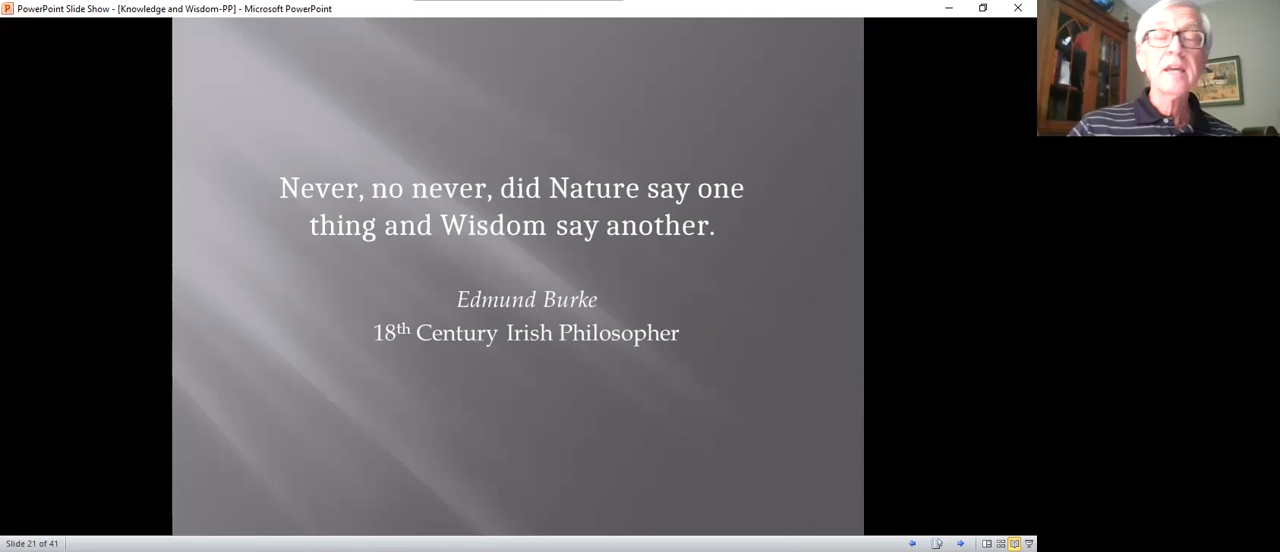 PowerPoint Slide Show - [Knowledge and Wisdom-PP] - Microsoft PowerPoint
Never, no never, did Nature say one
thing and Wisdom say another.
Edmund Burke
18th Century Irish Philosopher
Slide 21 of 41